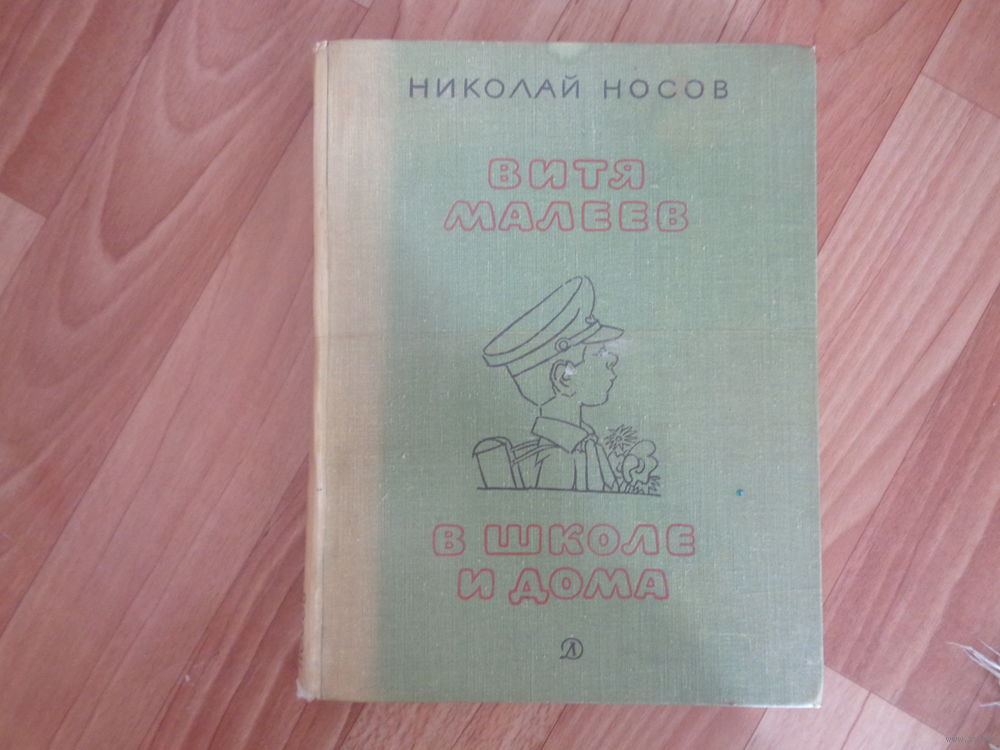 НИКОЛАЙ НОСОВ
ВИТЯ
МАЛЕЕВ
В ШКОЛЕ
И ДОМА